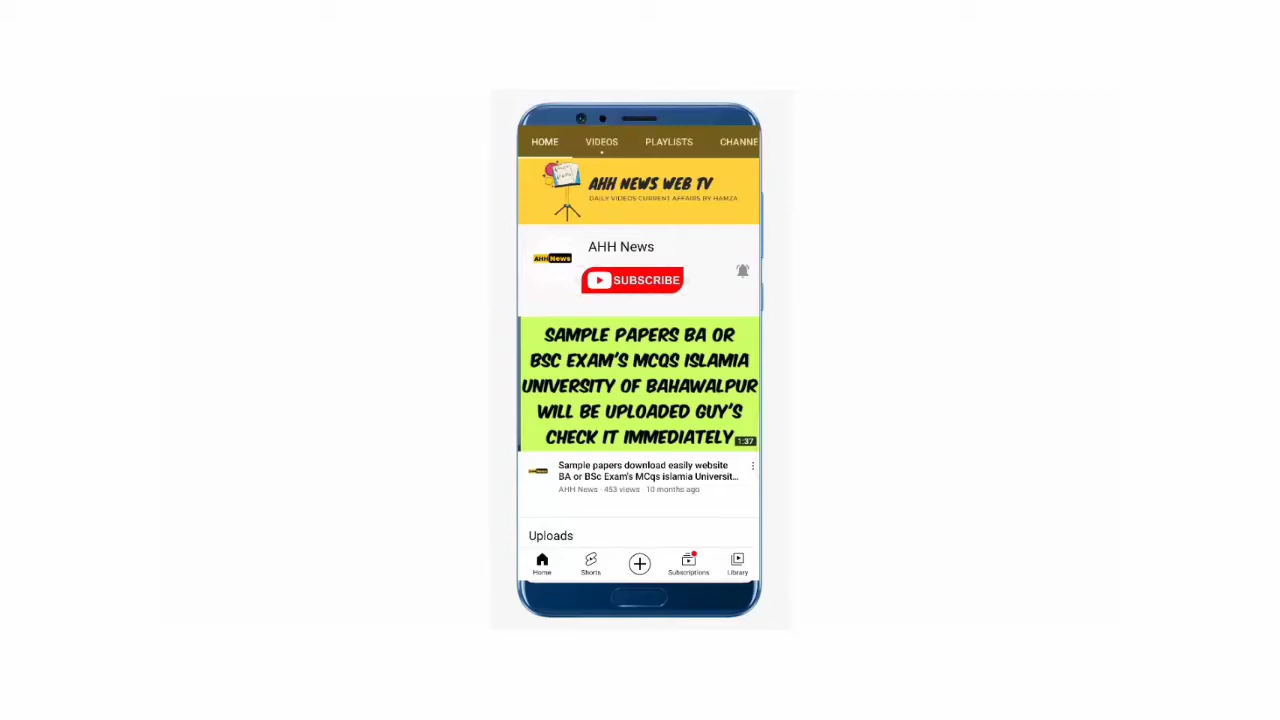 HOME VIDEOS PLAYLISTS CHANNE
AHH NEWS WEB TV
DAILY VIDEOS CURRENT AFFAIRS BY HAMZA
AHH News
AHH News
SUBSCRIBE
SAMPLE PAPERS BA OR
BSC EXAM'S MCQS ISLAMIA
UNIVERSITY OF BAHAWALPUR
WILL BE UPLOADED GUY'S
CHECK IT IMMEDIATELY
1:37
Sample papers download easily website
BA or BSc Exam's MCqs islamia Universit...
AHH News · 453 views · 10 months ago
Uploads
Home Shorts Subscriptions Library